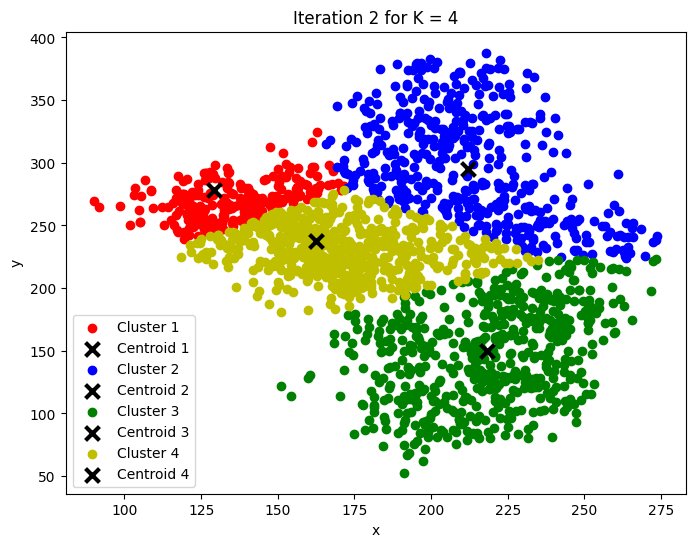 Iteration 2 for K = 4
400
350
300
250
200
150
100
50
y
Cluster 1
Centroid 1
Cluster 2
Centroid 2
Cluster 3
Centroid 3
Cluster 4
Centroid 4
100 125 150 175 200 225 250 275
x